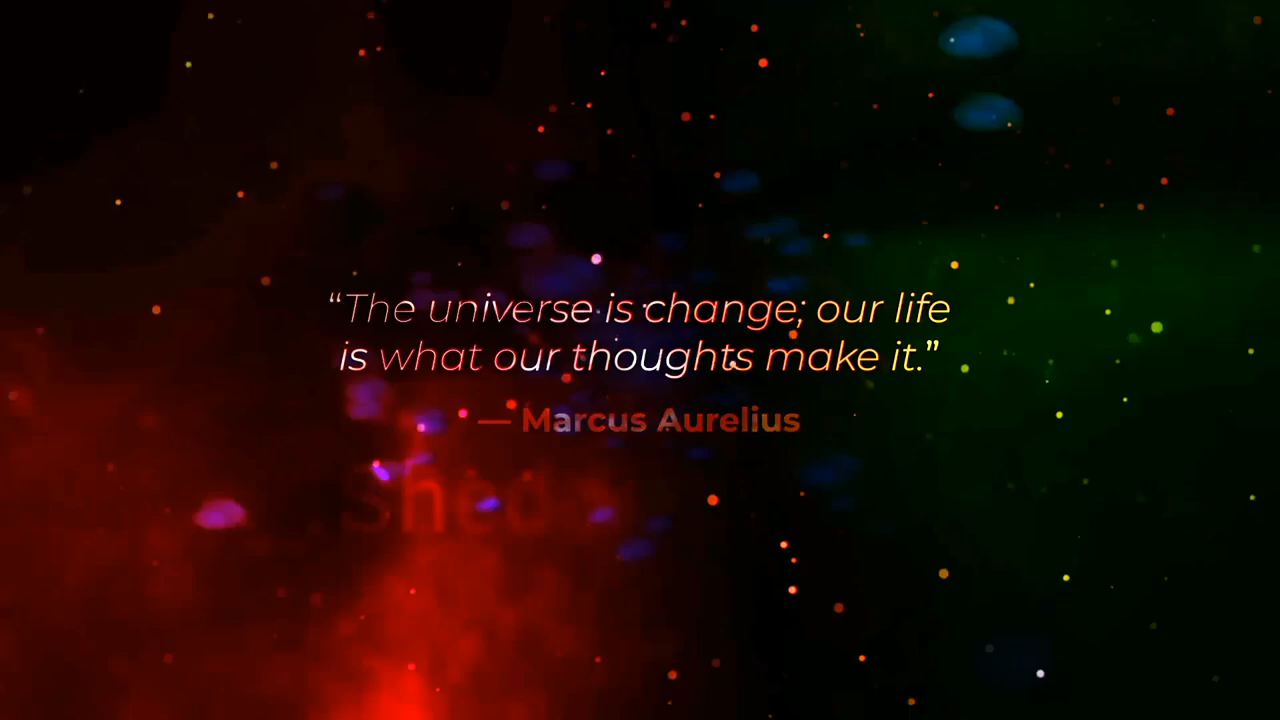 “The universe is change; our life
is what our thoughts make it.”
— Marcus Aurelius